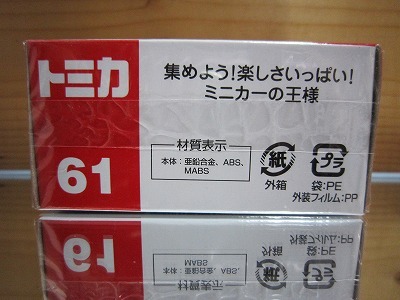 トミカ
集めよう!楽しさいっぱい!
ミニカーの王様
61
材質表示
本体:亜鉛合金、ABS、
MABS
紙
外箱
プラ
袋:PE
外装フィルム:PP